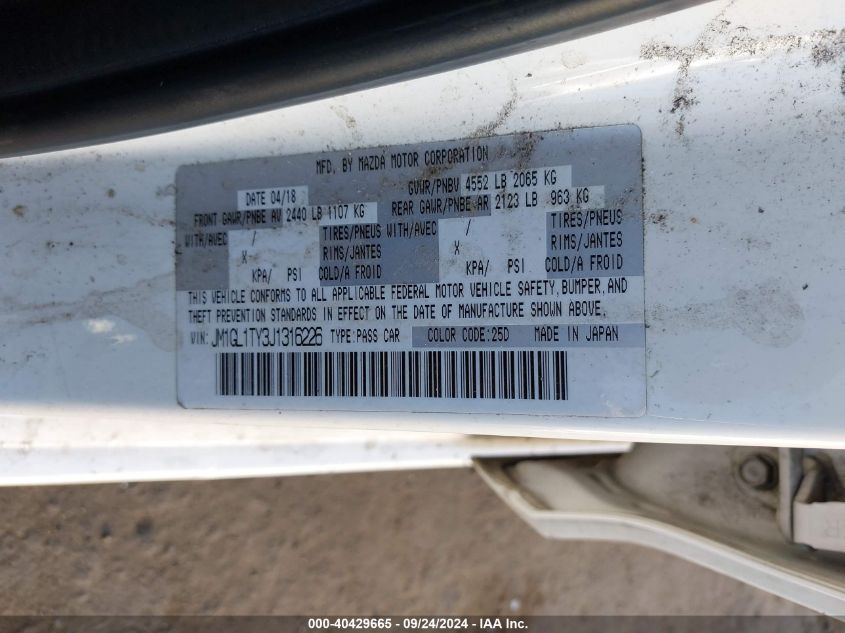 MFD. BY MAZDA MOTOR CORPORATION
DATE 04/18 GVWR/PNBV 4552 LB 2065 KG
FRONT GAWR/PNBE AV 2440 LB 1107 KG REAR GAWR/PNBE AR 2123 LB 963 KG
WITH/AVEC / TIRES/PNEUS WITH/AVEC / TIRES/PNEUS
X RIMS/JANTES X RIMS/JANTES
KPA/ PSI COLD/A FROID KPA/ PSI COLD/A FROID
THIS VEHICLE CONFORMS TO ALL APPLICABLE FEDERAL MOTOR VEHICLE SAFETY, BUMPER, AND
THEFT PREVENTION STANDARDS IN EFFECT ON THE DATE OF MANUFACTURE SHOWN ABOVE.
VIN: JM1GL1TY3J1316226 TYPE:PASS CAR COLOR CODE:25D MADE IN JAPAN
000-40429665 - 09/24/2024 - IAA Inc.